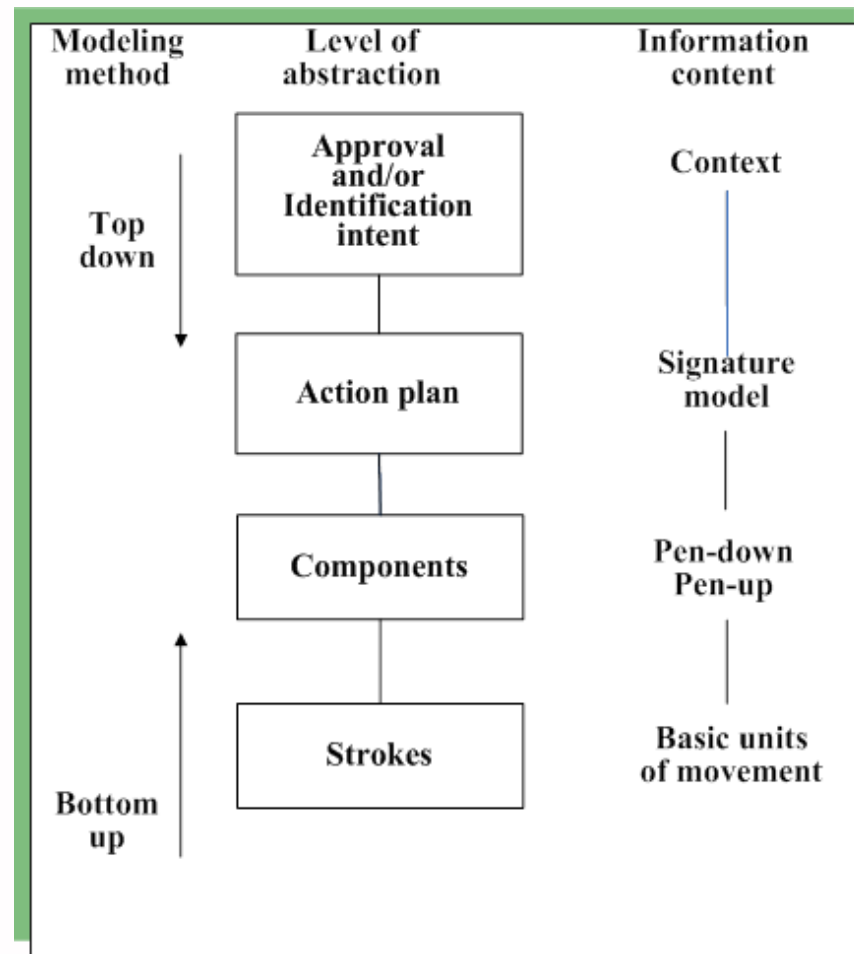 Modeling
method
Level of
abstraction
Information
content
Approval
and/or
Identification
intent
Context
Top
down
Action plan
Signature
model
Components
Pen-down
Pen-up
Strokes
Basic units
of movement
Bottom
up